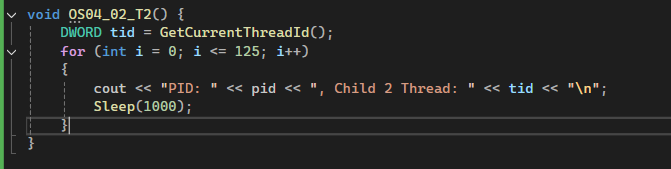 void OS04_02_T2() {
    DWORD tid = GetCurrentThreadId();
    for (int i = 0; i <= 125; i++)
    {
        cout << "PID: " << pid << ", Child 2 Thread: " << tid << "\n";
        Sleep(1000);
    }
}